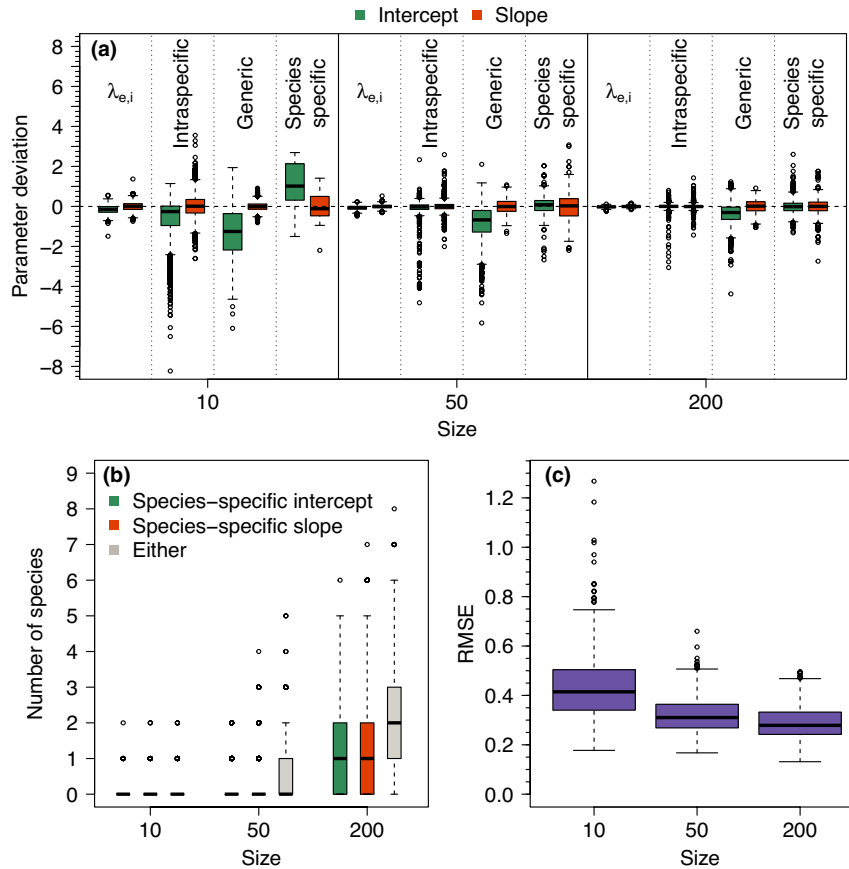 Intercept Slope
(a)
8
6
4
2
0
−2
−4
−6
−8
Parameter deviation
λe,i
Intraspecific
Generic
Species specific
λe,i
Intraspecific
Generic
Species specific
λe,i
Intraspecific
Generic
Species specific
10 50 200
Size
(b)
9
8
7
6
5
4
3
2
1
0
Number of species
Species−specific intercept
Species−specific slope
Either
10 50 200
Size
(c)
1.2
1.0
0.8
0.6
0.4
0.2
0.0
RMSE
10 50 200
Size